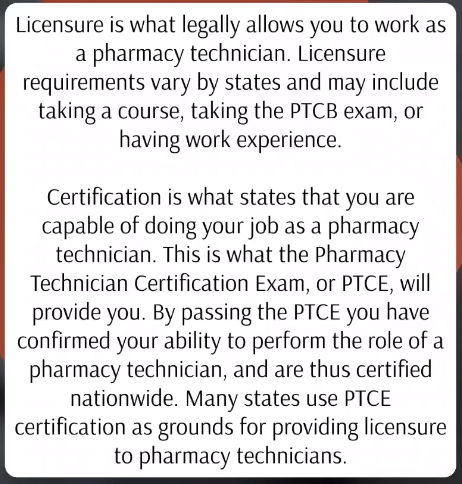 Licensure is what legally allows you to work as
a pharmacy technician. Licensure
requirements vary by states and may include
taking a course, taking the PTCB exam, or
having work experience.
Certification is what states that you are
capable of doing your job as a pharmacy
technician. This is what the Pharmacy
Technician Certification Exam, or PTCE, will
provide you. By passing the PTCE you have
confirmed your ability to perform the role of a
pharmacy technician, and are thus certified
nationwide. Many states use PTCE
certification as grounds for providing licensure
to pharmacy technicians.